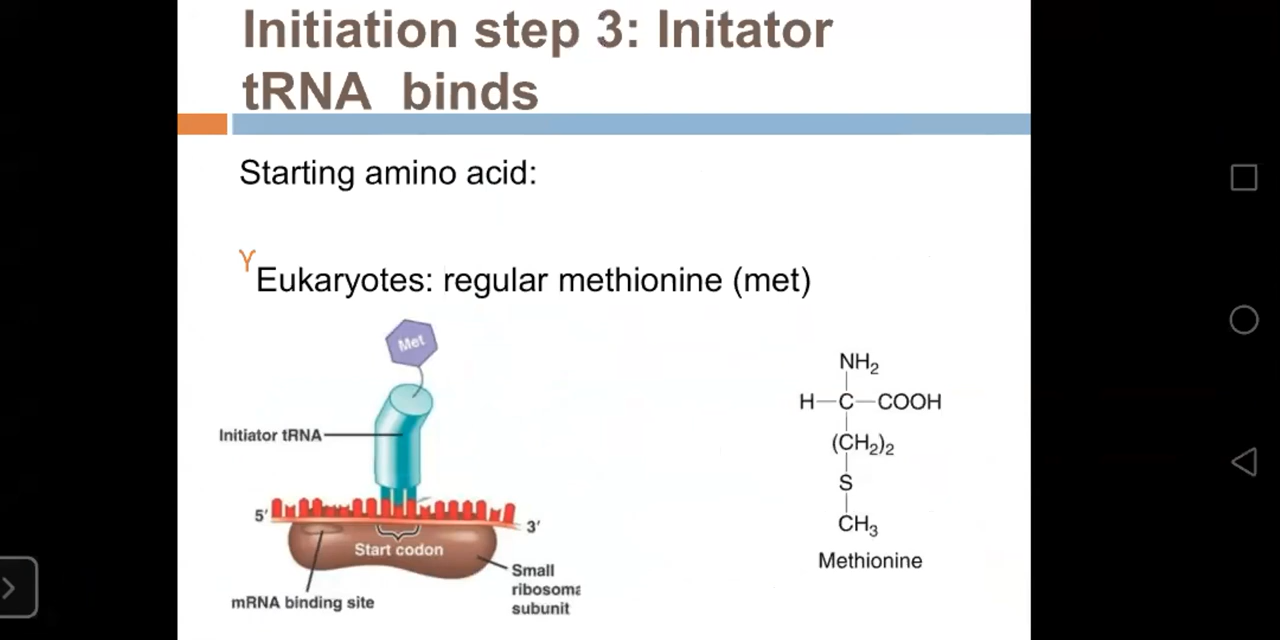 Initiation step 3: Initator
tRNA binds
Starting amino acid:
Eukaryotes: regular methionine (met)
Met
Initiator tRNA
5'
3'
Start codon
Small
ribosoma
subunit
mRNA binding site
NH2
H—C—COOH
(CH2)2
S
CH3
Methionine